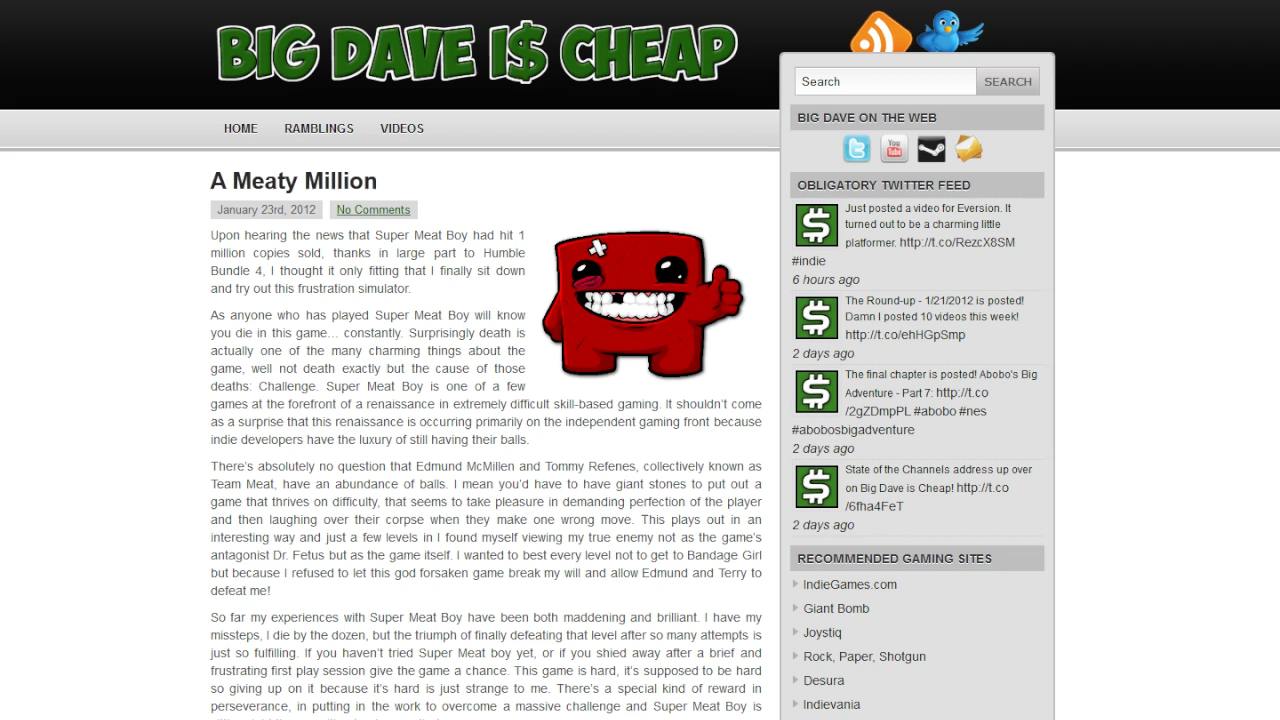 BIG DAVE I$ CHEAP
Search
SEARCH
HOME
RAMBLINGS
VIDEOS
A Meaty Million
January 23rd, 2012
No Comments
Upon hearing the news that Super Meat Boy had hit 1
million copies sold, thanks in large part to Humble
Bundle 4, I thought it only fitting that I finally sit down
and try out this frustration simulator.
As anyone who has played Super Meat Boy will know
you die in this game… constantly. Surprisingly death is
actually one of the many charming things about the
game, well not death exactly but the cause of those
deaths: Challenge. Super Meat Boy is one of a few
games at the forefront of a renaissance in extremely difficult skill-based gaming. It shouldn’t come
as a surprise that this renaissance is occurring primarily on the independent gaming front because
indie developers have the luxury of still having their balls.
There’s absolutely no question that Edmund McMillen and Tommy Refenes, collectively known as
Team Meat, have an abundance of balls. I mean you’d have to have giant stones to put out a
game that thrives on difficulty, that seems to take pleasure in demanding perfection of the player
and then laughing over their corpse when they make one wrong move. This plays out in an
interesting way and just a few levels in I found myself viewing my true enemy not as the game’s
antagonist Dr. Fetus but as the game itself. I wanted to best every level not to get to Bandage Girl
but because I refused to let this god forsaken game break my will and allow Edmund and Terry to
defeat me!
So far my experiences with Super Meat Boy have been both maddening and brilliant. I have my
missteps, I die by the dozen, but the triumph of finally defeating that level after so many attempts is
just so fulfilling. If you haven’t tried Super Meat boy yet, or if you shied away after a brief and
frustrating first play session give the game a chance. This game is hard, it’s supposed to be hard
so giving up on it because it’s hard is just strange to me. There’s a special kind of reward in
perseverance, in putting in the work to overcome a massive challenge and Super Meat Boy is
BIG DAVE ON THE WEB
You
Tube
OBLIGATORY TWITTER FEED
Just posted a video for Eversion. It
turned out to be a charming little
platformer. http://t.co/RezcX8SM
#indie
6 hours ago
The Round-up - 1/21/2012 is posted!
Damn I posted 10 videos this week!
http://t.co/ehHGpSmp
2 days ago
The final chapter is posted! Abobo's Big
Adventure - Part 7: http://t.co
/2gZDmpPL #abobo #nes
#abobosbigadventure
2 days ago
State of the Channels address up over
on Big Dave is Cheap! http://t.co
/6fha4FeT
2 days ago
RECOMMENDED GAMING SITES
IndieGames.com
Giant Bomb
Joystiq
Rock, Paper, Shotgun
Desura
Indievania